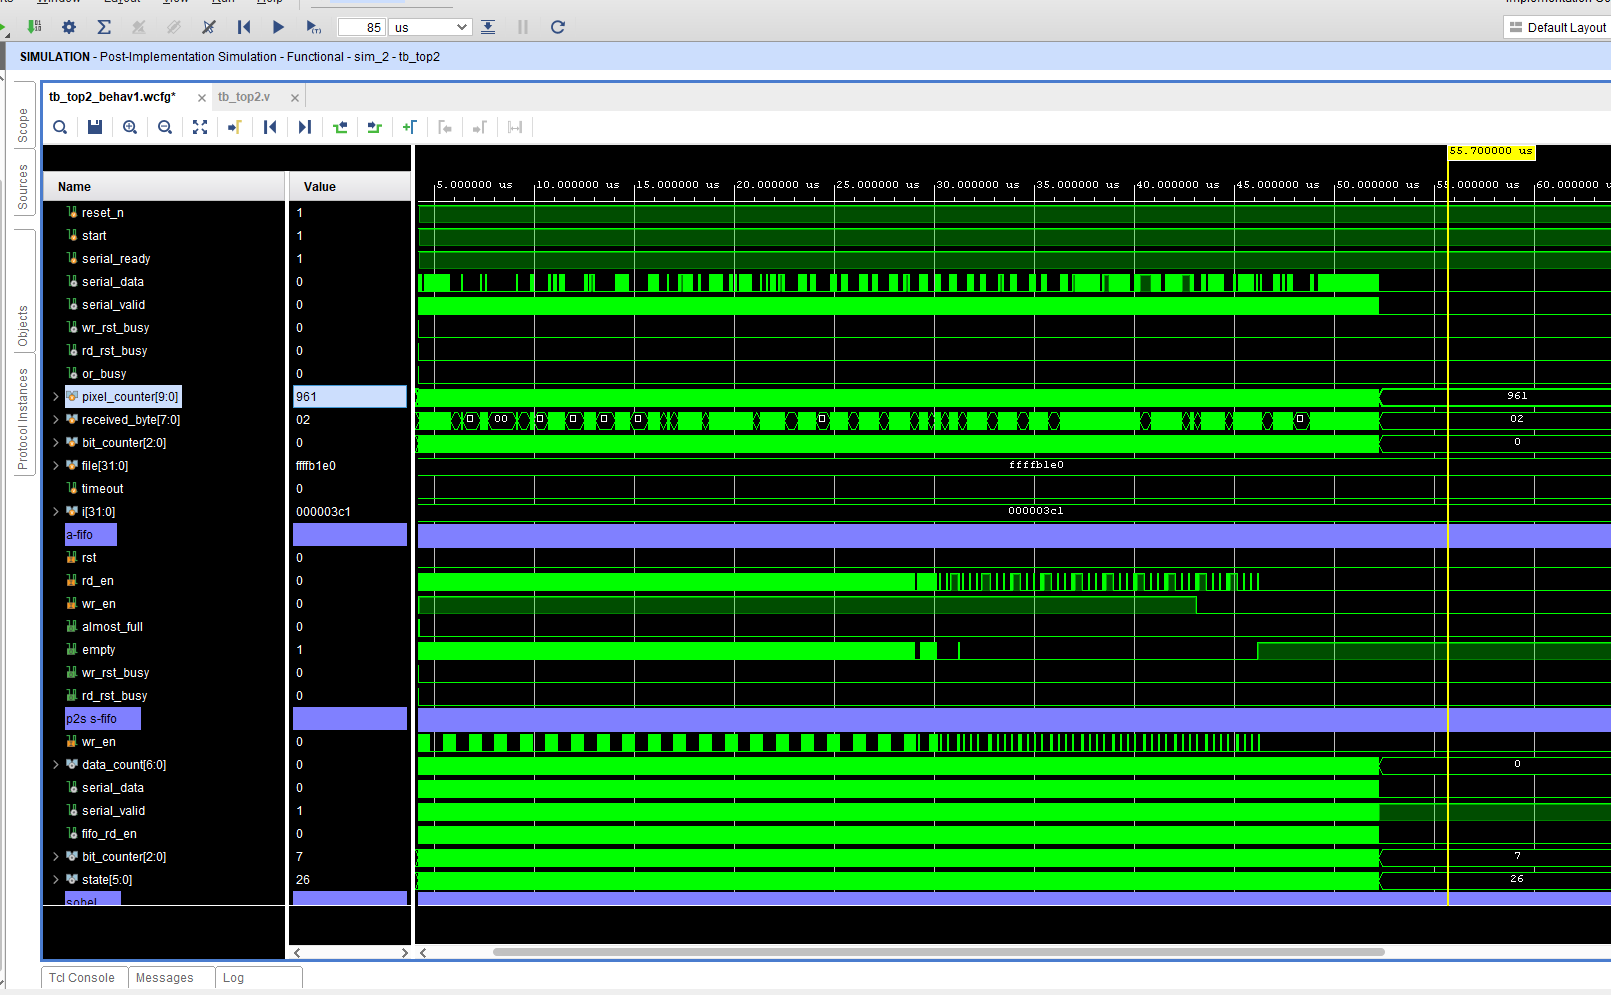 Window Layout View Run Help
85 us
Default Layout
SIMULATION - Post-Implementation Simulation - Functional - sim_2 - tb_top2
tb_top2_behav1.wcfg*
tb_top2.v
Scope
Sources
Objects
Protocol Instances
55.700000 us
Name Value
5.000000 us 10.000000 us 15.000000 us 20.000000 us 25.000000 us 30.000000 us 35.000000 us 40.000000 us 45.000000 us 50.000000 us 55.000000 us 60.000000
reset_n 1
start 1
serial_ready 1
serial_data 0
serial_valid 0
wr_rst_busy 0
rd_rst_busy 0
or_busy 0
pixel_counter[9:0] 961 961
received_byte[7:0] 02 00 02
bit_counter[2:0] 0 0
file[31:0] ffffb1e0 ffffb1e0
timeout 0
i[31:0] 000003c1 000003c1
a-fifo
rst 0
rd_en 0
wr_en 0
almost_full 0
empty 1
wr_rst_busy 0
rd_rst_busy 0
p2s s-fifo
wr_en 0
data_count[6:0] 0 0
serial_data 0
serial_valid 1
fifo_rd_en 0
bit_counter[2:0] 7 7
state[5:0] 26 26
sobel
Tcl Console Messages Log